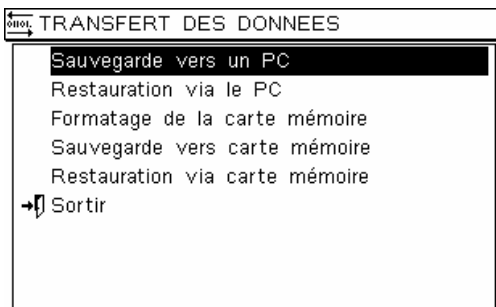 TRANSFERT DES DONNEES
Sauvegarde vers un PC
Restauration via le PC
Formatage de la carte mémoire
Sauvegarde vers carte mémoire
Restauration via carte mémoire
Sortir